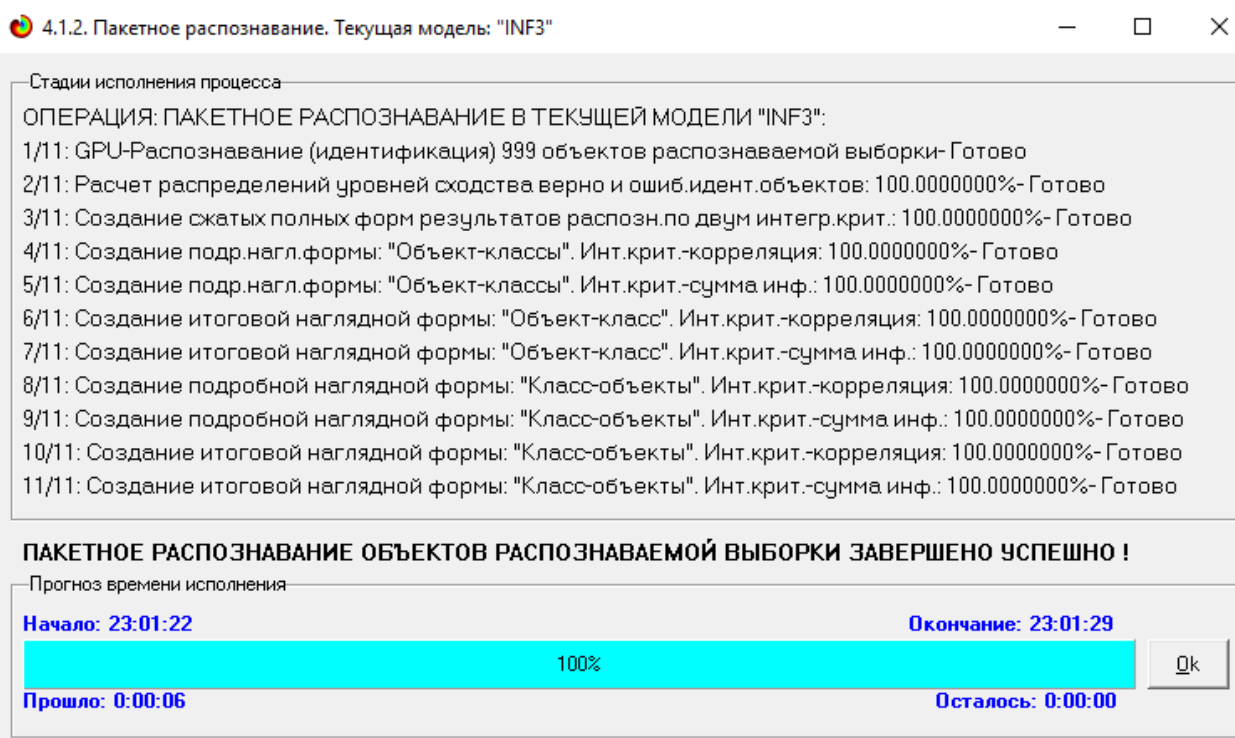 4.1.2. Пакетное распознавание. Текущая модель: "INF3"
Стадии исполнения процесса
ОПЕРАЦИЯ: ПАКЕТНОЕ РАСПОЗНАВАНИЕ В ТЕКУЩЕЙ МОДЕЛИ "INF3":
1/11: GPU-Распознавание (идентификация) 999 объектов распознаваемой выборки- Готово
2/11: Расчет распределений уровней сходства верно и ошиб.идент.объектов: 100.0000000%- Готово
3/11: Создание сжатых полных форм результатов распозн.по двум интегр.крит.: 100.0000000%- Готово
4/11: Создание подр.нагл.формы: "Объект-классы". Инт.крит.-корреляция: 100.0000000%- Готово
5/11: Создание подр.нагл.формы: "Объект-классы". Инт.крит.-сумма инф.: 100.0000000%- Готово
6/11: Создание итоговой наглядной формы: "Объект-класс". Инт.крит.-корреляция: 100.0000000%- Готово
7/11: Создание итоговой наглядной формы: "Объект-класс". Инт.крит.-сумма инф.: 100.0000000%- Готово
8/11: Создание подробной наглядной формы: "Класс-объекты". Инт.крит.-корреляция: 100.0000000%- Готово
9/11: Создание подробной наглядной формы: "Класс-объекты". Инт.крит.-сумма инф.: 100.0000000%- Готово
10/11: Создание итоговой наглядной формы: "Класс-объекты". Инт.крит.-корреляция: 100.0000000%- Готово
11/11: Создание итоговой наглядной формы: "Класс-объекты". Инт.крит.-сумма инф.: 100.0000000%- Готово
ПАКЕТНОЕ РАСПОЗНАВАНИЕ ОБЪЕКТОВ РАСПОЗНАВАЕМОЙ ВЫБОРКИ ЗАВЕРШЕНО УСПЕШНО !
Прогноз времени исполнения
Начало: 23:01:22 Окончание: 23:01:29
100% Ok
Прошло: 0:00:06 Осталось: 0:00:00